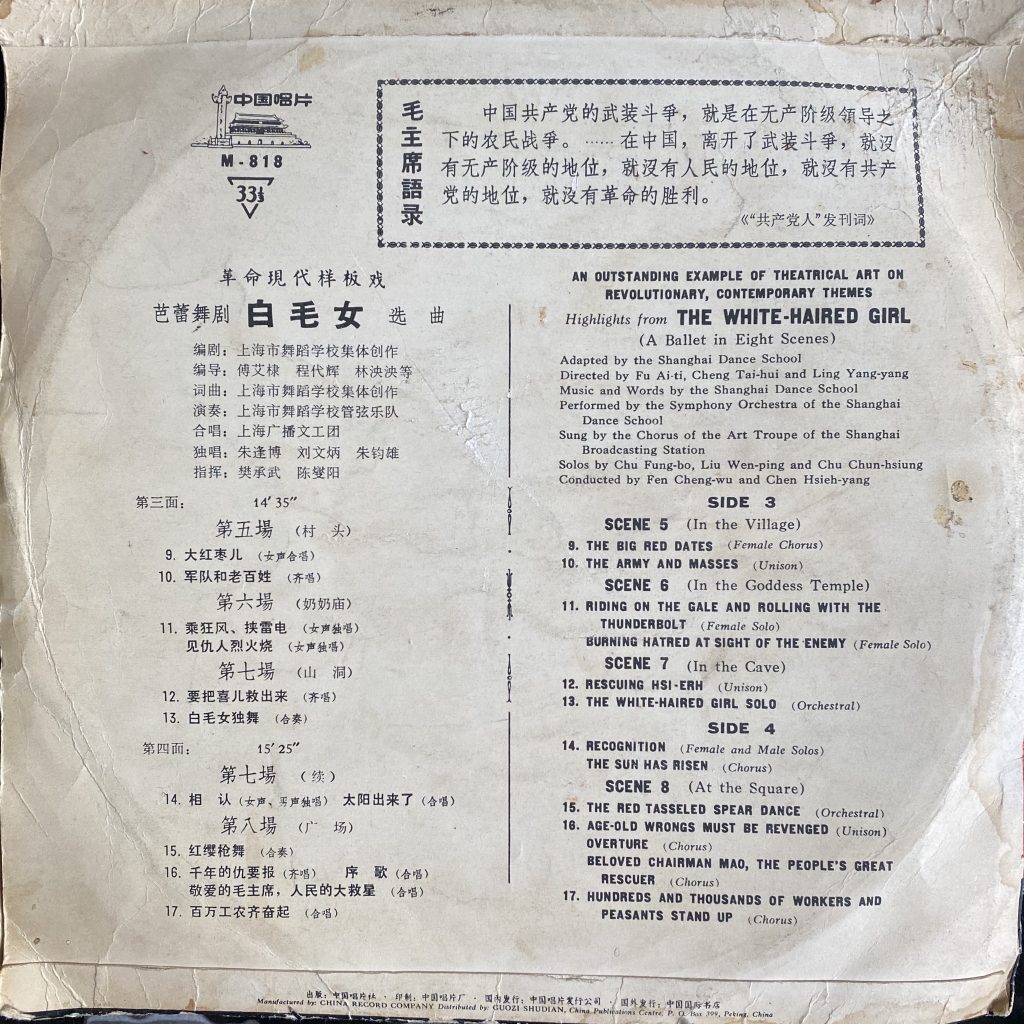 中国唱片
M-818
33⅓
毛主席語录
中国共产党的武装斗爭，就是在无产阶级領导之
下的农民战爭。……在中国，离开了武装斗爭，就沒
有无产阶级的地位，就沒有人民的地位，就沒有共产
党的地位，就沒有革命的胜利。
《“共产党人”发刊词》
革命現代样板戏
芭蕾舞剧 白毛女 选曲
编剧：上海市舞蹈学校集体创作
编导：傅艾棣 程代辉 林泱泱等
词曲：上海市舞蹈学校集体创作
演奏：上海市舞蹈学校管弦乐队
合唱：上海广播文工团
独唱：朱逢博 刘文炳 朱钧雄
指挥：樊承武 陈燮阳
第三面： 14′35″
第五場 （村 头）
9. 大红枣儿 （女声合唱）
10. 军队和老百姓 （齐唱）
第六場 （奶奶庙）
11. 乘狂风、挟雷电 （女声独唱）
见仇人烈火烧 （女声独唱）
第七場 （山 洞）
12. 要把喜儿救出来 （齐唱）
13. 白毛女独舞 （合奏）
第四面： 15′25″
第七場 （续）
14. 相 认（女声、男声独唱） 太阳出来了（合唱）
第八場 （广 场）
15. 红缨枪舞 （合奏）
16. 千年的仇要报（齐唱） 序 歌（合唱）
敬爱的毛主席，人民的大救星 （合唱）
17. 百万工农齐奋起 （合唱）
AN OUTSTANDING EXAMPLE OF THEATRICAL ART ON
REVOLUTIONARY, CONTEMPORARY THEMES
Highlights from THE WHITE-HAIRED GIRL
(A Ballet in Eight Scenes)
Adapted by the Shanghai Dance School
Directed by Fu Ai-ti, Cheng Tai-hui and Ling Yang-yang
Music and Words by the Shanghai Dance School
Performed by the Symphony Orchestra of the Shanghai
Dance School
Sung by the Chorus of the Art Troupe of the Shanghai
Broadcasting Station
Solos by Chu Fung-bo, Liu Wen-ping and Chu Chun-hsiung
Conducted by Fen Cheng-wu and Chen Hsieh-yang
SIDE 3
SCENE 5 (In the Village)
9. THE BIG RED DATES (Female Chorus)
10. THE ARMY AND MASSES (Unison)
SCENE 6 (In the Goddess Temple)
11. RIDING ON THE GALE AND ROLLING WITH THE
THUNDERBOLT (Female Solo)
BURNING HATRED AT SIGHT OF THE ENEMY (Female Solo)
SCENE 7 (In the Cave)
12. RESCUING HSI-ERH (Unison)
13. THE WHITE-HAIRED GIRL SOLO (Orchestral)
SIDE 4
14. RECOGNITION (Female and Male Solos)
THE SUN HAS RISEN (Chorus)
SCENE 8 (At the Square)
15. THE RED TASSELED SPEAR DANCE (Orchestral)
16. AGE-OLD WRONGS MUST BE REVENGED (Unison)
OVERTURE (Chorus)
BELOVED CHAIRMAN MAO, THE PEOPLE'S GREAT
RESCUER (Chorus)
17. HUNDREDS AND THOUSANDS OF WORKERS AND
PEASANTS STAND UP (Chorus)
出版：中国唱片社 · 印制：中国唱片厂 · 国内发行：中国唱片发行公司 · 国外发行：中国国际书店
Manufactured by: CHINA RECORD COMPANY Distributed by: GUOZI SHUDIAN, China Publications Centre, P. O. Box 399, Peking, China